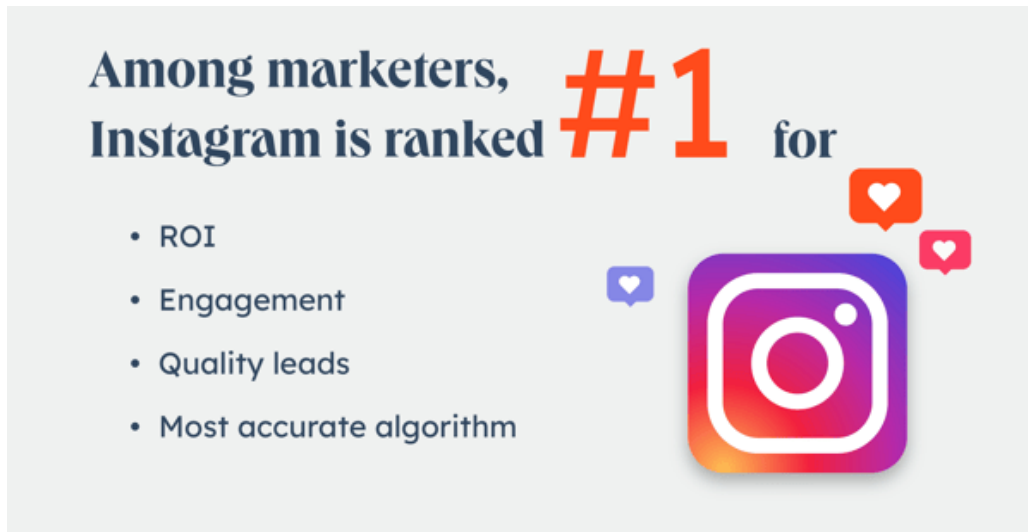 Among marketers,
Instagram is ranked #1 for
• ROI
• Engagement
• Quality leads
• Most accurate algorithm